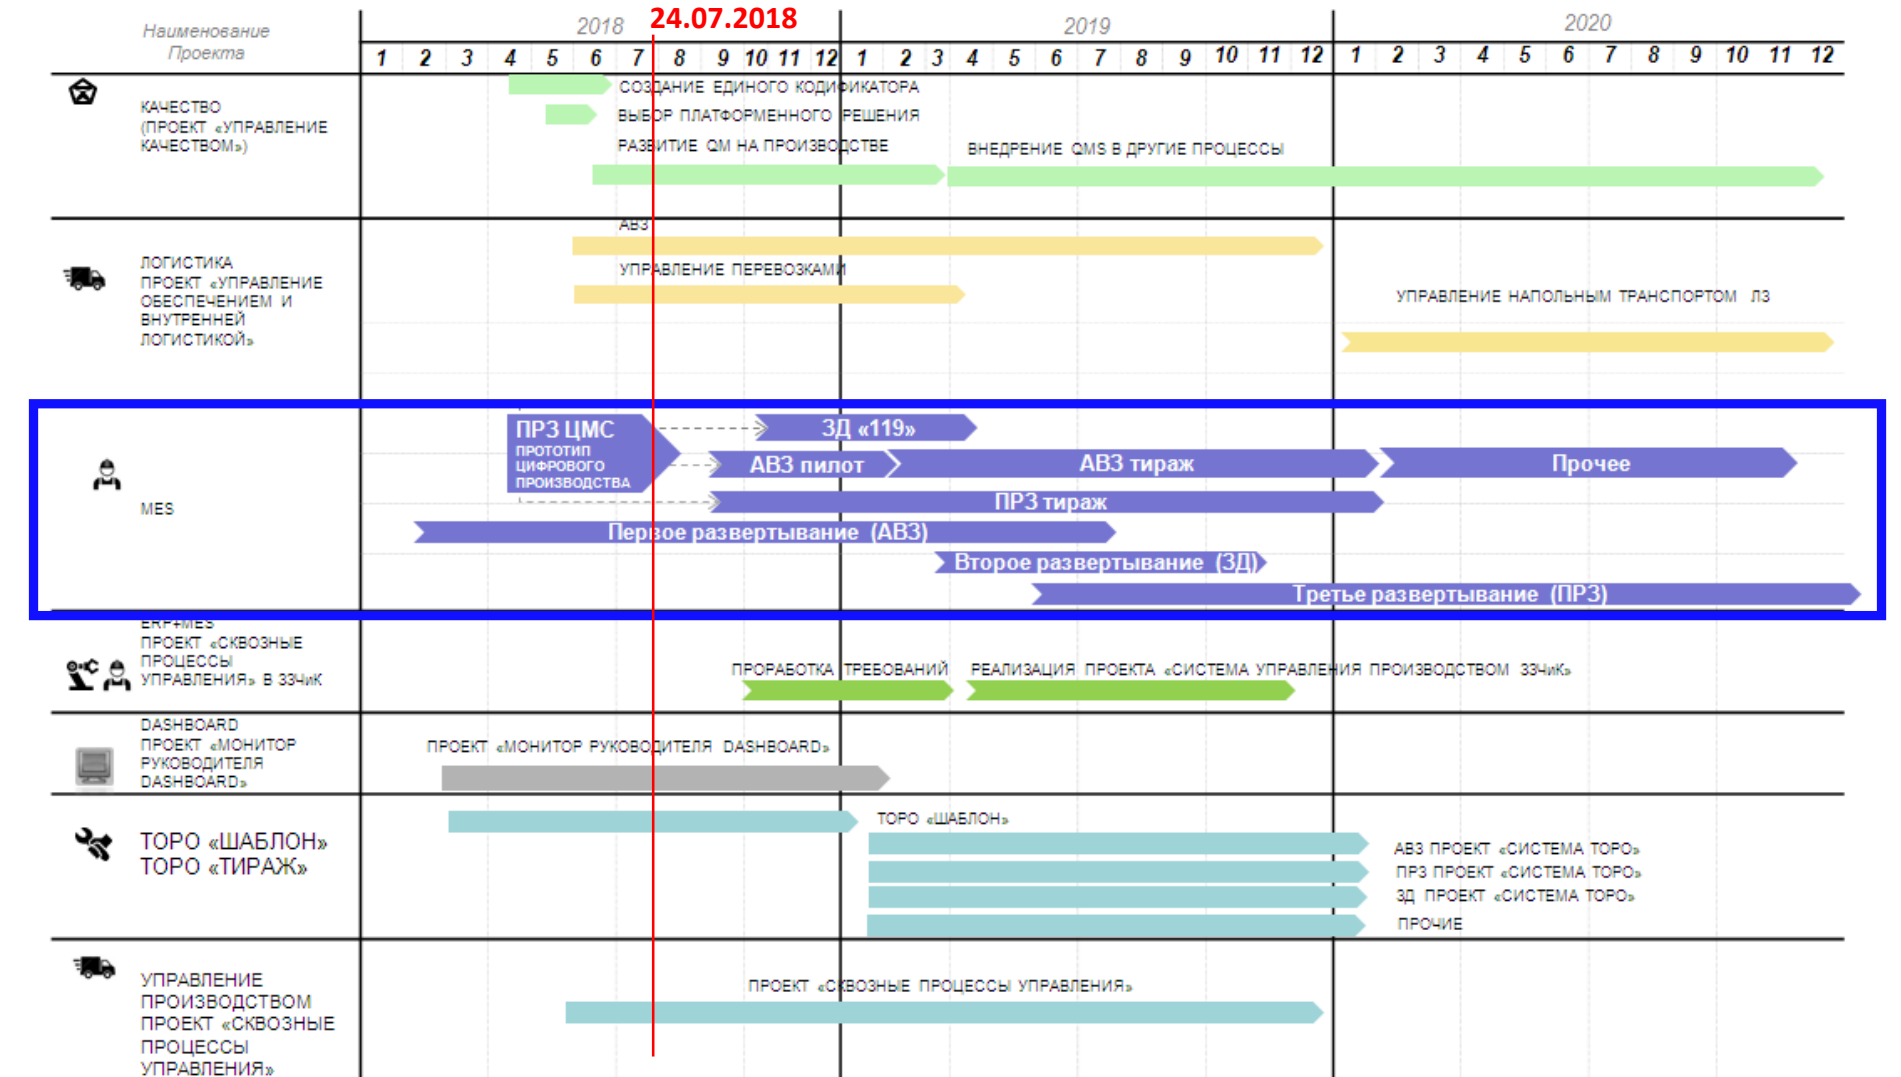 24.07.2018
Наименование
Проекта
2018
2019
2020
1 2 3 4 5 6 7 8 9 10 11 12 1 2 3 4 5 6 7 8 9 10 11 12 1 2 3 4 5 6 7 8 9 10 11 12
КАЧЕСТВО
(ПРОЕКТ «УПРАВЛЕНИЕ
КАЧЕСТВОМ»)
СОЗДАНИЕ ЕДИНОГО КОДИФИКАТОРА
ВЫБОР ПЛАТФОРМЕННОГО РЕШЕНИЯ
РАЗВИТИЕ QM НА ПРОИЗВОДСТВЕ
ВНЕДРЕНИЕ QMS В ДРУГИЕ ПРОЦЕССЫ
ЛОГИСТИКА
ПРОЕКТ «УПРАВЛЕНИЕ
ОБЕСПЕЧЕНИЕМ И
ВНУТРЕННЕЙ
ЛОГИСТИКОЙ»
АВЗ
УПРАВЛЕНИЕ ПЕРЕВОЗКАМИ
УПРАВЛЕНИЕ НАПОЛЬНЫМ ТРАНСПОРТОМ ЛЗ
MES
ПРЗ ЦМС
ПРОТОТИП
ЦИФРОВОГО
ПРОИЗВОДСТВА
ЗД «119»
АВЗ пилот
АВЗ тираж
Прочее
ПРЗ тираж
Первое развертывание (АВЗ)
Второе развертывание (ЗД)
Третье развертывание (ПРЗ)
ERP+MES
ПРОЕКТ «СКВОЗНЫЕ
ПРОЦЕССЫ
УПРАВЛЕНИЯ» В ЗЗЧиК
ПРОРАБОТКА ТРЕБОВАНИЙ
РЕАЛИЗАЦИЯ ПРОЕКТА «СИСТЕМА УПРАВЛЕНИЯ ПРОИЗВОДСТВОМ ЗЗЧиК»
DASHBOARD
ПРОЕКТ «МОНИТОР
РУКОВОДИТЕЛЯ
DASHBOARD»
ПРОЕКТ «МОНИТОР РУКОВОДИТЕЛЯ DASHBOARD»
ТОРО «ШАБЛОН»
ТОРО «ТИРАЖ»
ТОРО «ШАБЛОН»
АВЗ ПРОЕКТ «СИСТЕМА ТОРО»
ПРЗ ПРОЕКТ «СИСТЕМА ТОРО»
ЗД ПРОЕКТ «СИСТЕМА ТОРО»
ПРОЧИЕ
УПРАВЛЕНИЕ
ПРОИЗВОДСТВОМ
ПРОЕКТ «СКВОЗНЫЕ
ПРОЦЕССЫ
УПРАВЛЕНИЯ»
ПРОЕКТ «СКВОЗНЫЕ ПРОЦЕССЫ УПРАВЛЕНИЯ»